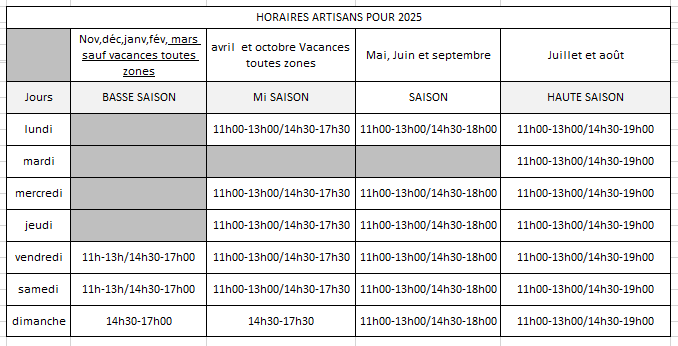 HORAIRES ARTISANS POUR 2025
Nov,déc,janv,fév, mars
sauf vacances toutes
zones
avril et octobre Vacances
toutes zones
Mai, Juin et septembre
Juillet et août
Jours
BASSE SAISON
Mi SAISON
SAISON
HAUTE SAISON
lundi
11h00-13h00/14h30-17h30
11h00-13h00/14h30-18h00
11h00-13h00/14h30-19h00
mardi
11h00-13h00/14h30-19h00
mercredi
11h00-13h00/14h30-17h30
11h00-13h00/14h30-18h00
11h00-13h00/14h30-19h00
jeudi
11h00-13h00/14h30-17h30
11h00-13h00/14h30-18h00
11h00-13h00/14h30-19h00
vendredi
11h-13h/14h30-17h00
11h00-13h00/14h30-17h30
11h00-13h00/14h30-18h00
11h00-13h00/14h30-19h00
samedi
11h-13h/14h30-17h00
11h00-13h00/14h30-17h30
11h00-13h00/14h30-18h00
11h00-13h00/14h30-19h00
dimanche
14h30-17h00
14h30-17h30
11h00-13h00/14h30-18h00
11h00-13h00/14h30-19h00